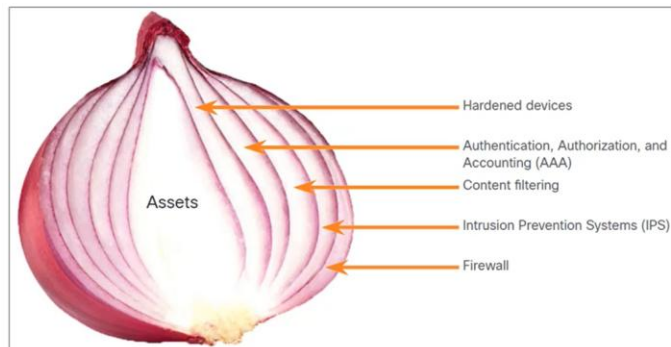 Hardened devices
Authentication, Authorization, and
Accounting (AAA)
Content filtering
Assets
Intrusion Prevention Systems (IPS)
Firewall